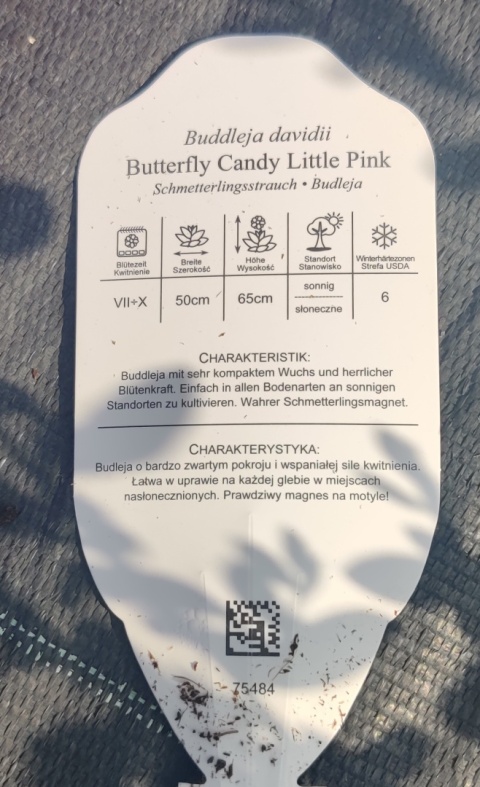 Buddleja davidii
Butterfly Candy Little Pink
Schmetterlingsstrauch • Budleja
Blütezeit Breite Höhe Standort Winterhärtezonen
Kwitnienie Szerokość Wysokość Stanowisko Strefa USDA
VII÷X 50cm 65cm sonnig 6
słoneczne
CHARAKTERISTIK:
Buddleja mit sehr kompaktem Wuchs und herrlicher
Blütenkraft. Einfach in allen Bodenarten an sonnigen
Standorten zu kultivieren. Wahrer Schmetterlingsmagnet.
CHARAKTERYSTYKA:
Budleja o bardzo zwartym pokroju i wspaniałej sile kwitnienia.
Łatwa w uprawie na każdej glebie w miejscach
nasłonecznionych. Prawdziwy magnes na motyle!
75484